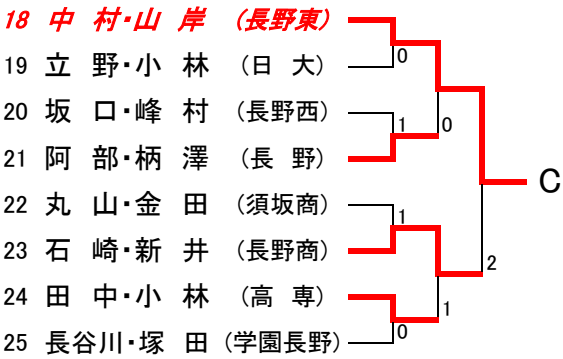 18 中 村・山 岸 (長野東)
0
19 立 野・小 林 (日 大)
20 坂 口・峰 村 (長野西)
1 0
21 阿 部・柄 澤 (長 野)
C
22 丸 山・金 田 (須坂商)
1
23 石 崎・新 井 (長野商)
2
24 田 中・小 林 (高 専)
1
0
25 長谷川・塚 田 (学園長野)